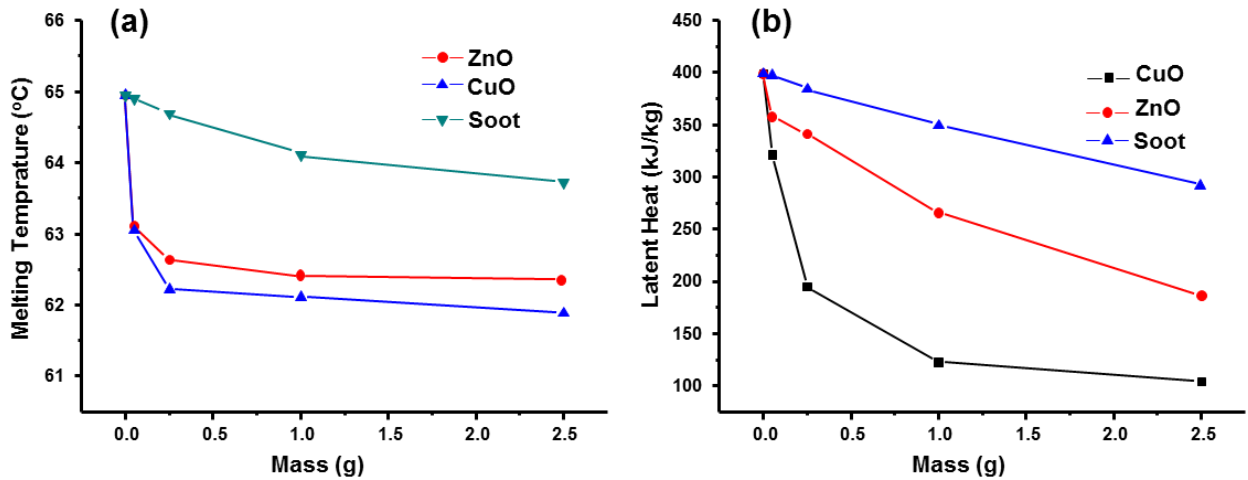 (a)
ZnO
CuO
Soot
66
65
64
63
62
61
Melting Temprature (ºC)
0.0 0.5 1.0 1.5 2.0 2.5
Mass (g)
(b)
CuO
ZnO
Soot
450
400
350
300
250
200
150
100
Latent Heat (kJ/kg)
0.0 0.5 1.0 1.5 2.0 2.5
Mass (g)